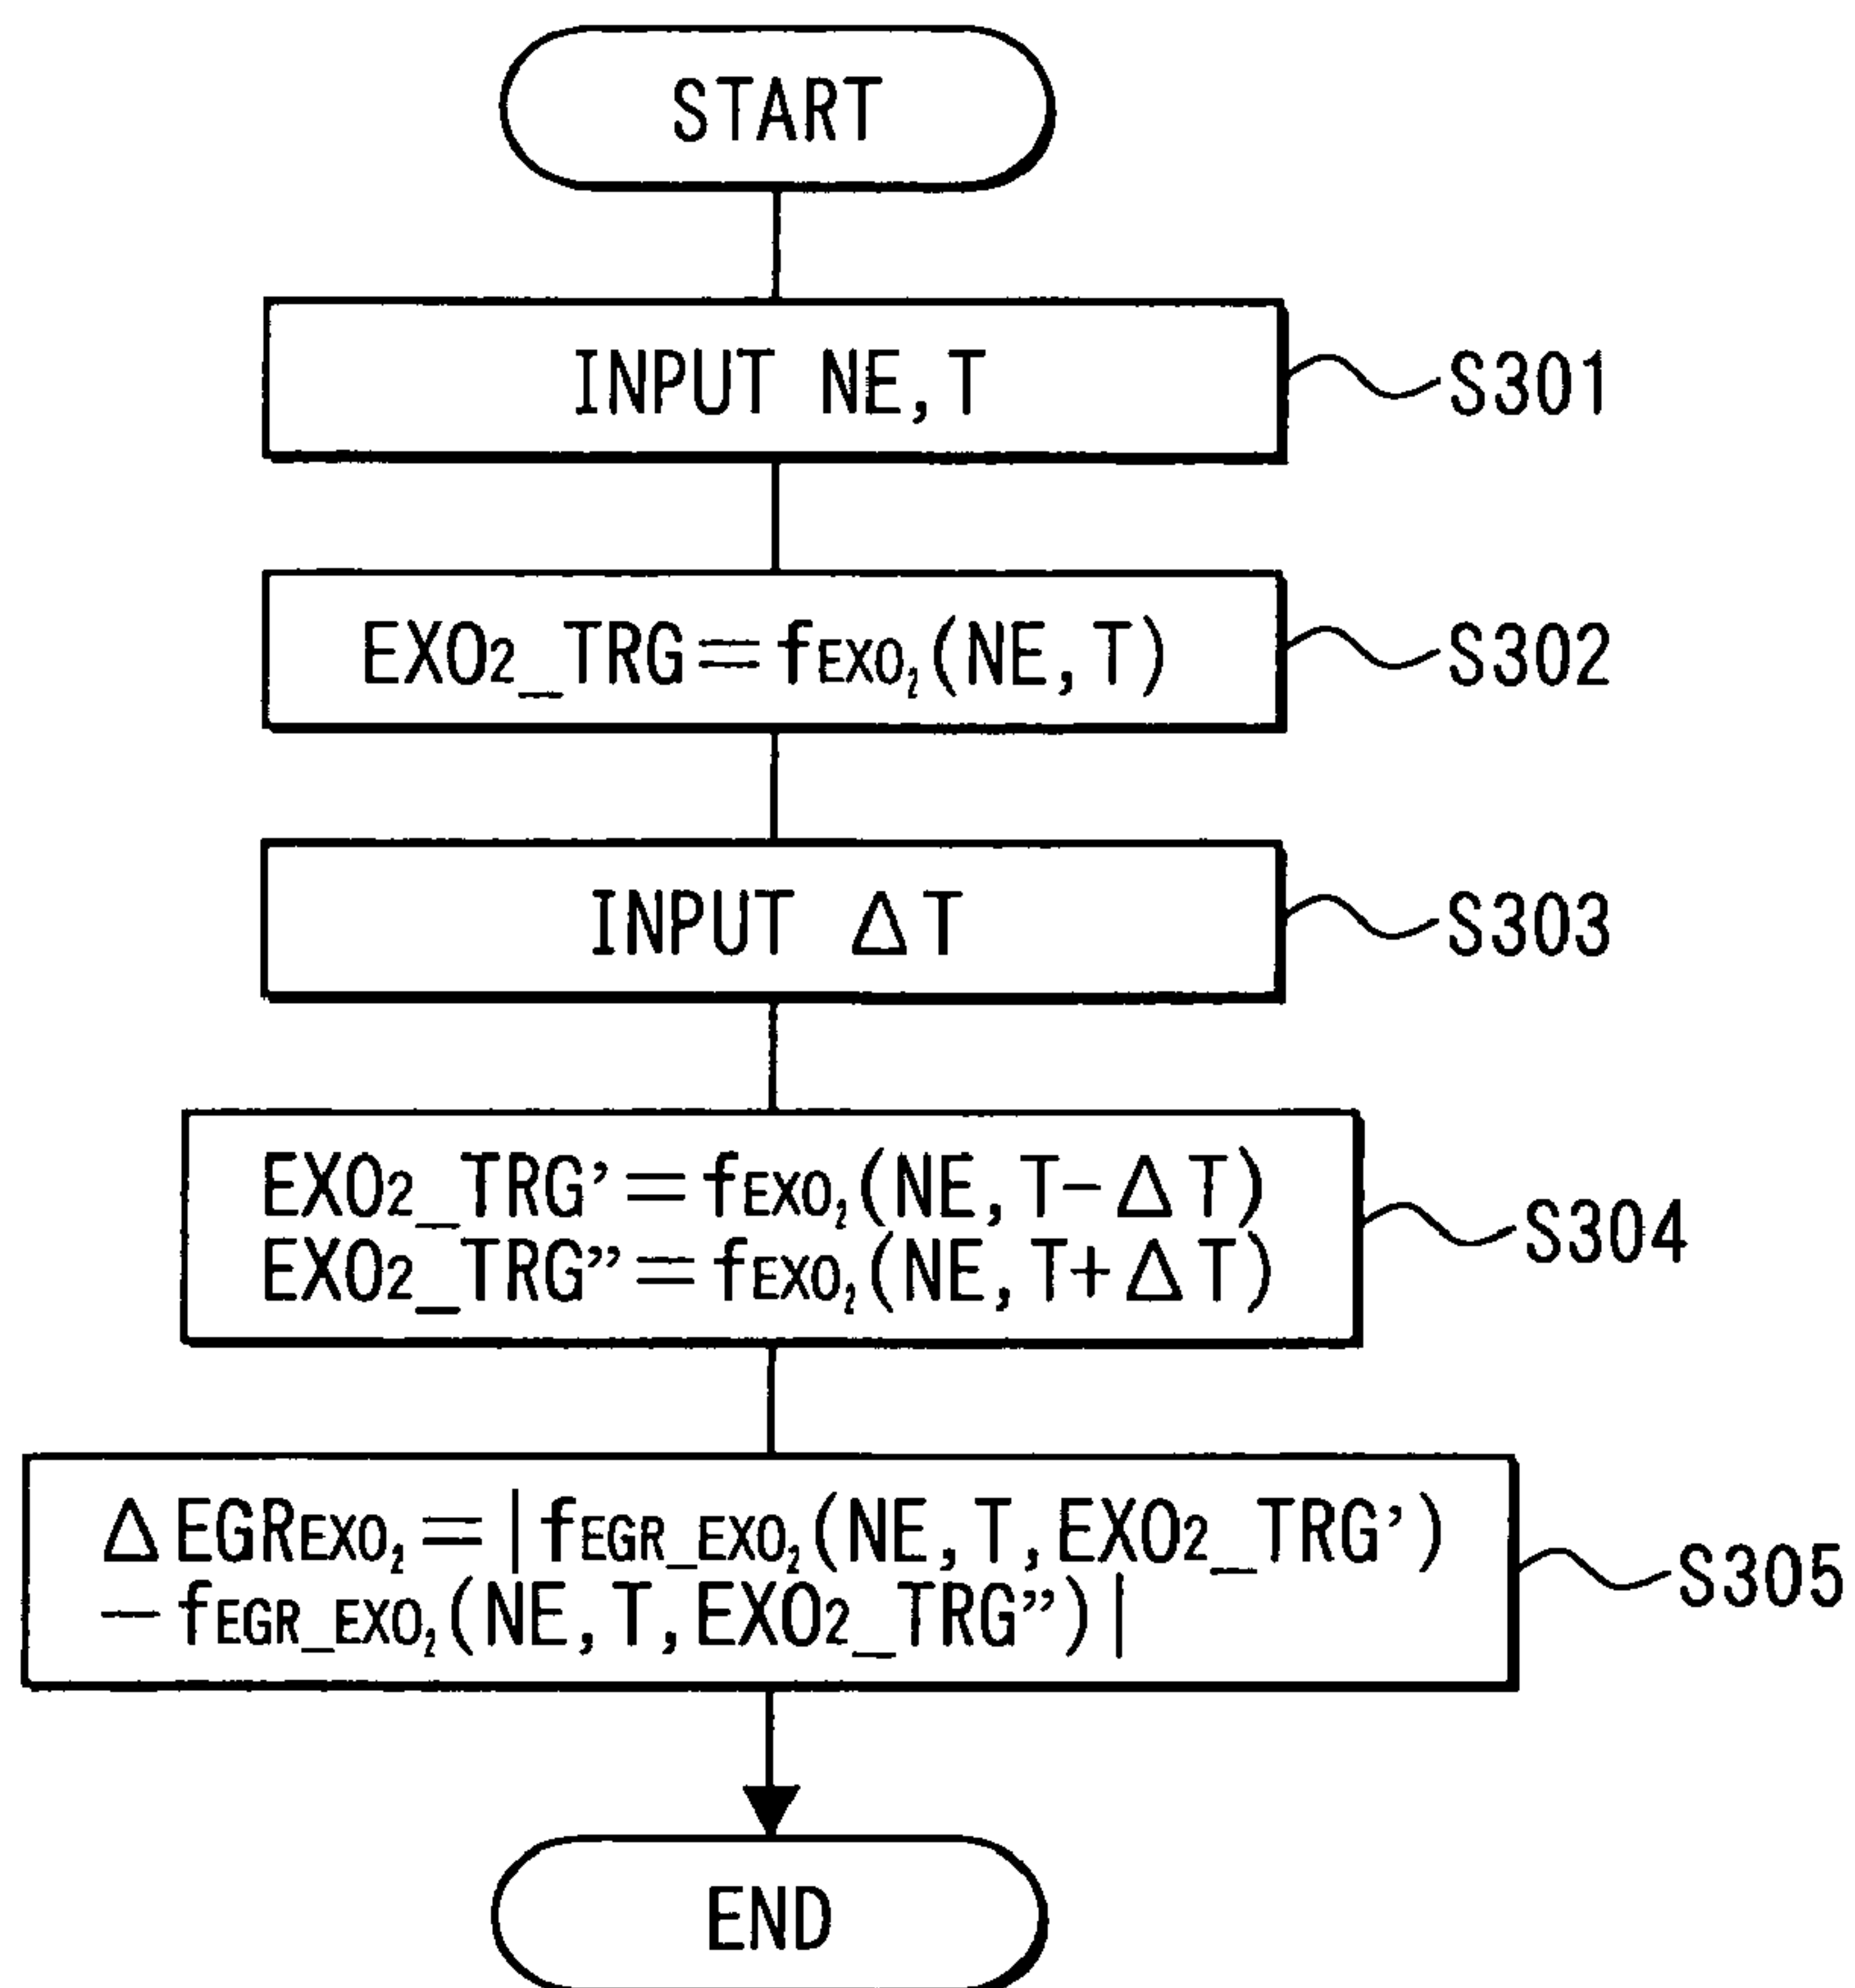 START
INPUT NE,T
S301
EXO2_TRG=fEXO₂(NE,T)
S302
INPUT ΔT
S303
EXO2_TRG'=fEXO₂(NE,T-ΔT)
EXO2_TRG”=fEXO₂(NE,T+ΔT)
S304
ΔEGREXO₂=|fEGR_EXO₂(NE,T,EXO2_TRG')
-fEGR_EXO₂(NE,T,EXO2_TRG”)|
S305
END